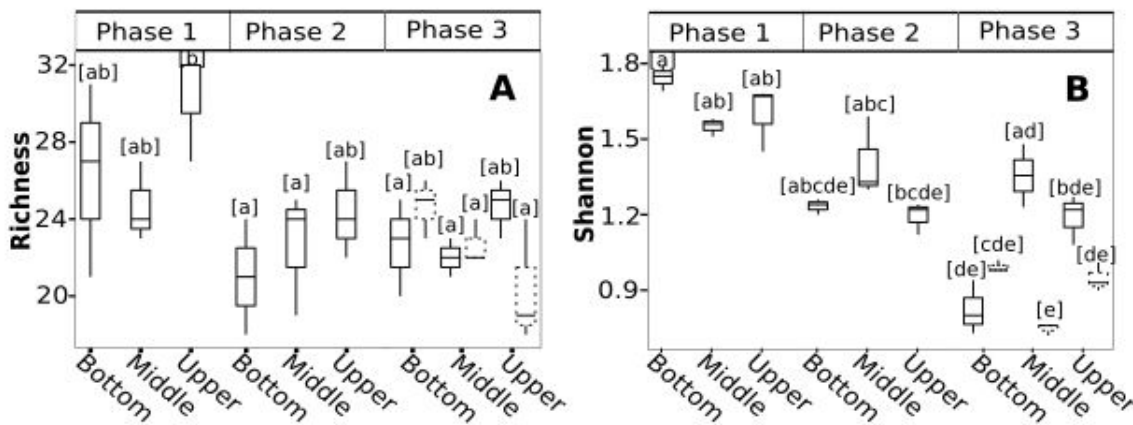 Phase 1 Phase 2 Phase 3
A
Richness
32
28
24
20
[ab]
[ab]
b
[a]
[a]
[a]
[a]
[ab]
[a]
[a]
[ab]
[a]
Bottom
Middle
Upper
Bottom
Middle
Upper
Bottom
Middle
Upper
Phase 1 Phase 2 Phase 3
B
Shannon
1.8
1.5
1.2
0.9
a
[ab]
[ab]
[abcde]
[abc]
[bcde]
[de]
[cde]
[ad]
[e]
[bde]
[de]
Bottom
Middle
Upper
Bottom
Middle
Upper
Bottom
Middle
Upper